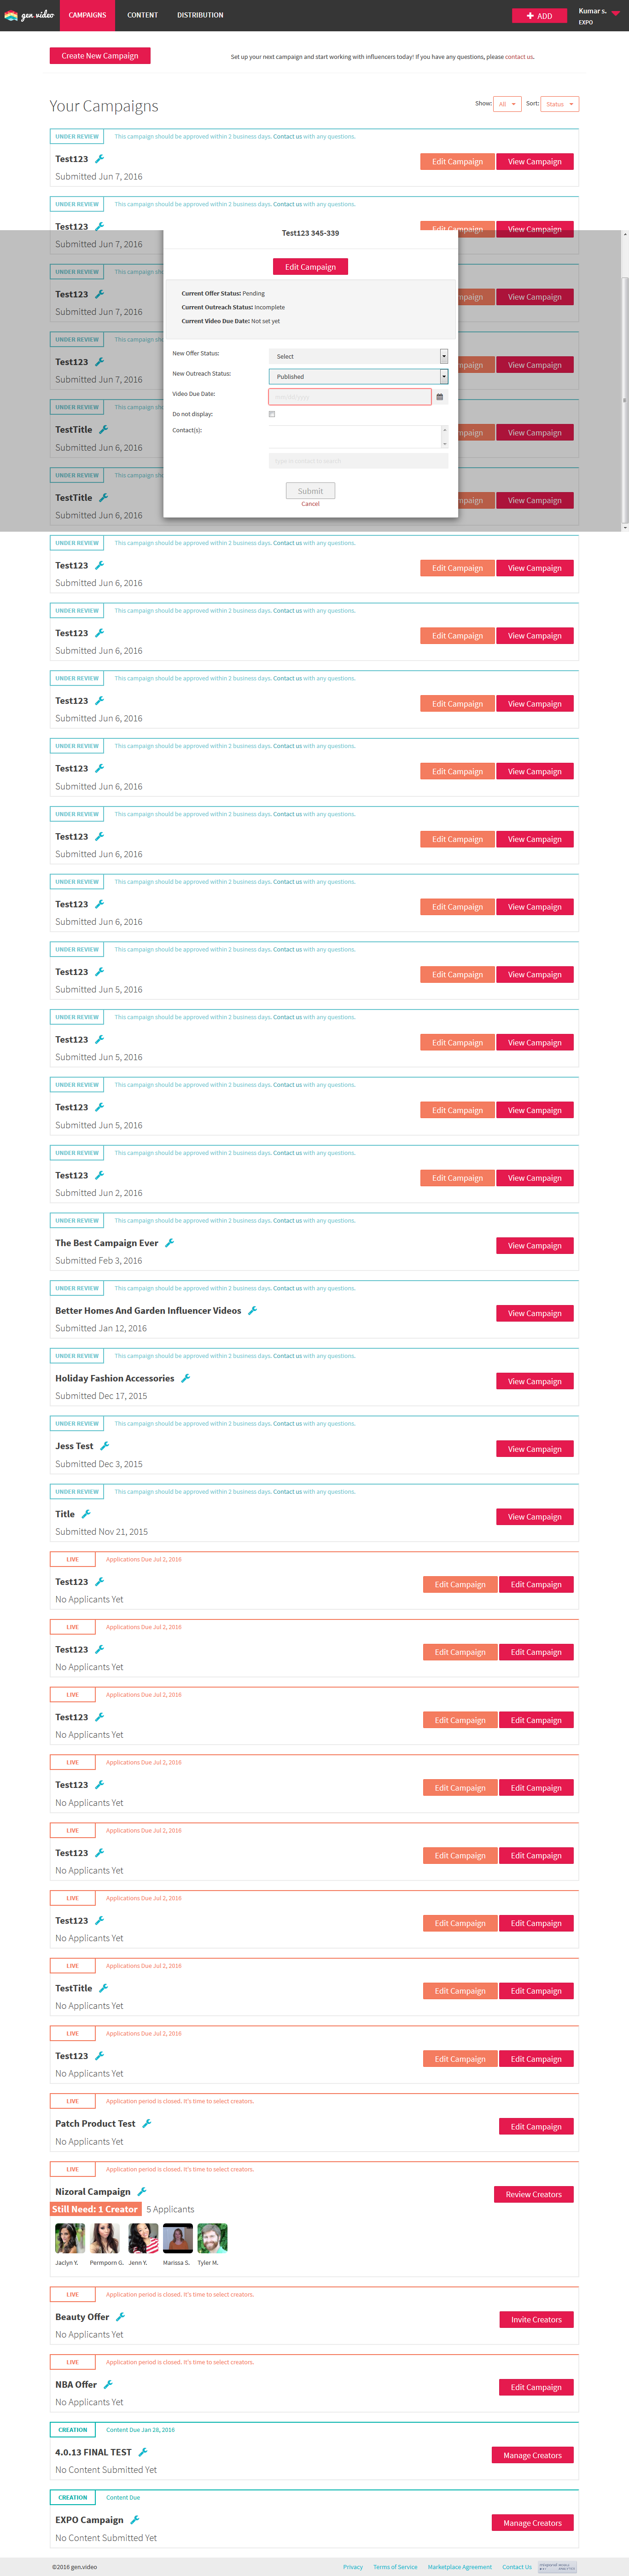 gen.video
CAMPAIGNS
CONTENT
DISTRIBUTION
ADD
Kumar s.
EXPO
Create New Campaign
Set up your next campaign and start working with influencers today! If you have any questions, please contact us.
Your Campaigns
Show: All
Sort: Status
UNDER REVIEW This campaign should be approved within 2 business days. Contact us with any questions.
Test123
Edit Campaign View Campaign
Submitted Jun 7, 2016
UNDER REVIEW This campaign should be approved within 2 business days. Contact us with any questions.
Test123
Edit Campaign View Campaign
Submitted Jun 7, 2016
Test123 345-339
Edit Campaign
Current Offer Status: Pending
Current Outreach Status: Incomplete
Current Video Due Date: Not set yet
New Offer Status: Select
New Outreach Status: Published
Video Due Date:
Do not display:
Contact(s):
Submit
Cancel
UNDER REVIEW
Test123
Submitted Jun 7, 2016
mpaign View Campaign
UNDER REVIEW
Test123
Submitted Jun 7, 2016
mpaign View Campaign
UNDER REVIEW
TestTitle
Submitted Jun 6, 2016
mpaign View Campaign
UNDER REVIEW
TestTitle
Submitted Jun 6, 2016
mpaign View Campaign
UNDER REVIEW This campaign should be approved within 2 business days. Contact us with any questions.
Test123
Edit Campaign View Campaign
Submitted Jun 6, 2016
UNDER REVIEW This campaign should be approved within 2 business days. Contact us with any questions.
Test123
Edit Campaign View Campaign
Submitted Jun 6, 2016
UNDER REVIEW This campaign should be approved within 2 business days. Contact us with any questions.
Test123
Edit Campaign View Campaign
Submitted Jun 6, 2016
UNDER REVIEW This campaign should be approved within 2 business days. Contact us with any questions.
Test123
Edit Campaign View Campaign
Submitted Jun 6, 2016
UNDER REVIEW This campaign should be approved within 2 business days. Contact us with any questions.
Test123
Edit Campaign View Campaign
Submitted Jun 6, 2016
UNDER REVIEW This campaign should be approved within 2 business days. Contact us with any questions.
Test123
Edit Campaign View Campaign
Submitted Jun 6, 2016
UNDER REVIEW This campaign should be approved within 2 business days. Contact us with any questions.
Test123
Edit Campaign View Campaign
Submitted Jun 5, 2016
UNDER REVIEW This campaign should be approved within 2 business days. Contact us with any questions.
Test123
Edit Campaign View Campaign
Submitted Jun 5, 2016
UNDER REVIEW This campaign should be approved within 2 business days. Contact us with any questions.
Test123
Edit Campaign View Campaign
Submitted Jun 5, 2016
UNDER REVIEW This campaign should be approved within 2 business days. Contact us with any questions.
Test123
Edit Campaign View Campaign
Submitted Jun 2, 2016
UNDER REVIEW This campaign should be approved within 2 business days. Contact us with any questions.
The Best Campaign Ever
View Campaign
Submitted Feb 3, 2016
UNDER REVIEW This campaign should be approved within 2 business days. Contact us with any questions.
Better Homes And Garden Influencer Videos
View Campaign
Submitted Jan 12, 2016
UNDER REVIEW This campaign should be approved within 2 business days. Contact us with any questions.
Holiday Fashion Accessories
View Campaign
Submitted Dec 17, 2015
UNDER REVIEW This campaign should be approved within 2 business days. Contact us with any questions.
Jess Test
View Campaign
Submitted Dec 3, 2015
UNDER REVIEW This campaign should be approved within 2 business days. Contact us with any questions.
Title
View Campaign
Submitted Nov 21, 2015
LIVE Applications Due Jul 2, 2016
Test123
Edit Campaign Edit Campaign
No Applicants Yet
LIVE Applications Due Jul 2, 2016
Test123
Edit Campaign Edit Campaign
No Applicants Yet
LIVE Applications Due Jul 2, 2016
Test123
Edit Campaign Edit Campaign
No Applicants Yet
LIVE Applications Due Jul 2, 2016
Test123
Edit Campaign Edit Campaign
No Applicants Yet
LIVE Applications Due Jul 2, 2016
Test123
Edit Campaign Edit Campaign
No Applicants Yet
LIVE Applications Due Jul 2, 2016
Test123
Edit Campaign Edit Campaign
No Applicants Yet
LIVE Applications Due Jul 2, 2016
TestTitle
Edit Campaign Edit Campaign
No Applicants Yet
LIVE Applications Due Jul 2, 2016
Test123
Edit Campaign Edit Campaign
No Applicants Yet
LIVE Application period is closed. It's time to select creators.
Patch Product Test
Edit Campaign
No Applicants Yet
LIVE Application period is closed. It's time to select creators.
Nizoral Campaign
Review Creators
Still Need: 1 Creator 5 Applicants
Jaclyn Y. Permporn G. Jenn Y. Marissa S. Tyler M.
LIVE Application period is closed. It's time to select creators.
Beauty Offer
Invite Creators
No Applicants Yet
LIVE Application period is closed. It's time to select creators.
NBA Offer
Edit Campaign
No Applicants Yet
CREATION Content Due Jan 28, 2016
4.0.13 FINAL TEST
Manage Creators
No Content Submitted Yet
CREATION Content Due
EXPO Campaign
Manage Creators
No Content Submitted Yet
©2016 gen.video
Privacy Terms of Service Marketplace Agreement Contact Us